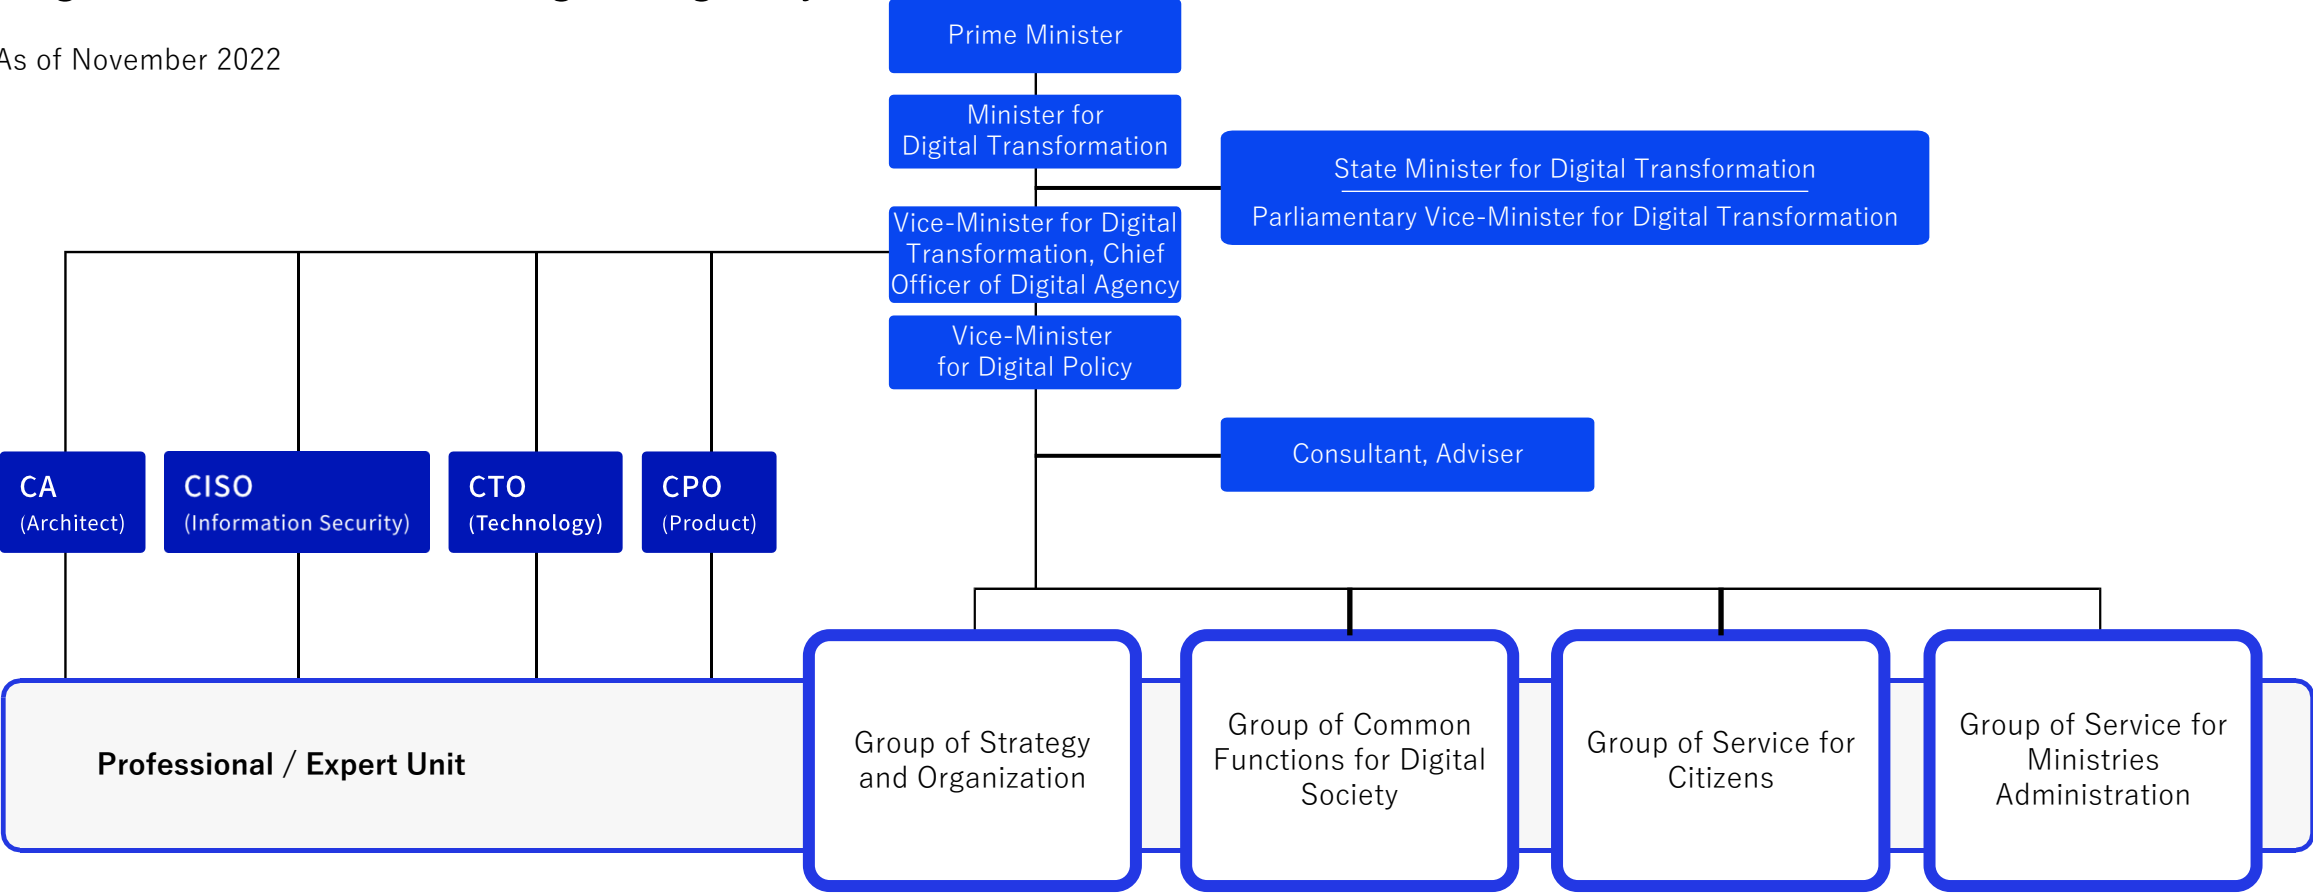 As of November 2022
Prime Minister
Minister for
Digital Transformation
State Minister for Digital Transformation
Parliamentary Vice-Minister for Digital Transformation
Vice-Minister for Digital
Transformation, Chief
Officer of Digital Agency
Vice-Minister
for Digital Policy
Consultant, Adviser
CA
(Architect)
CISO
(Information Security)
CTO
(Technology)
CPO
(Product)
Professional / Expert Unit
Group of Strategy
and Organization
Group of Common
Functions for Digital
Society
Group of Service for
Citizens
Group of Service for
Ministries
Administration